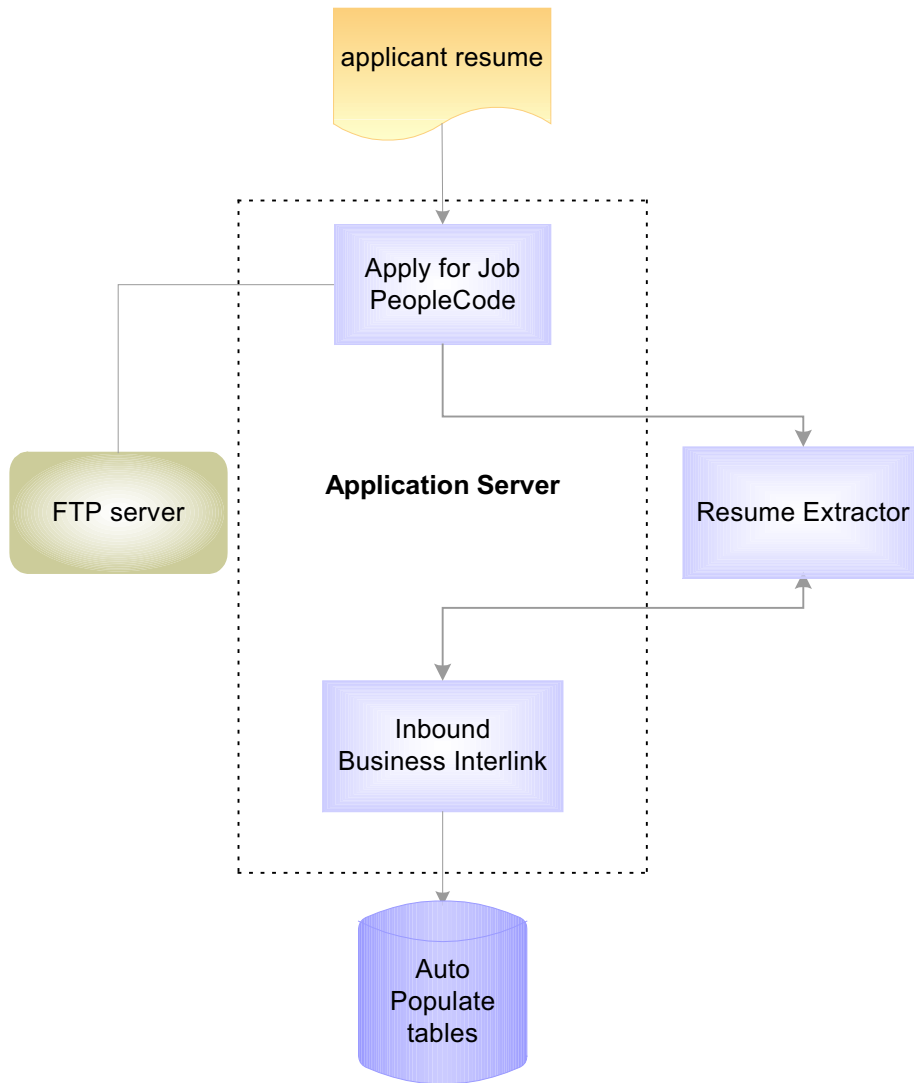 applicant resume
Apply for Job
PeopleCode
FTP server
Application Server
Resume Extractor
Inbound
Business Interlink
Auto
Populate
tables